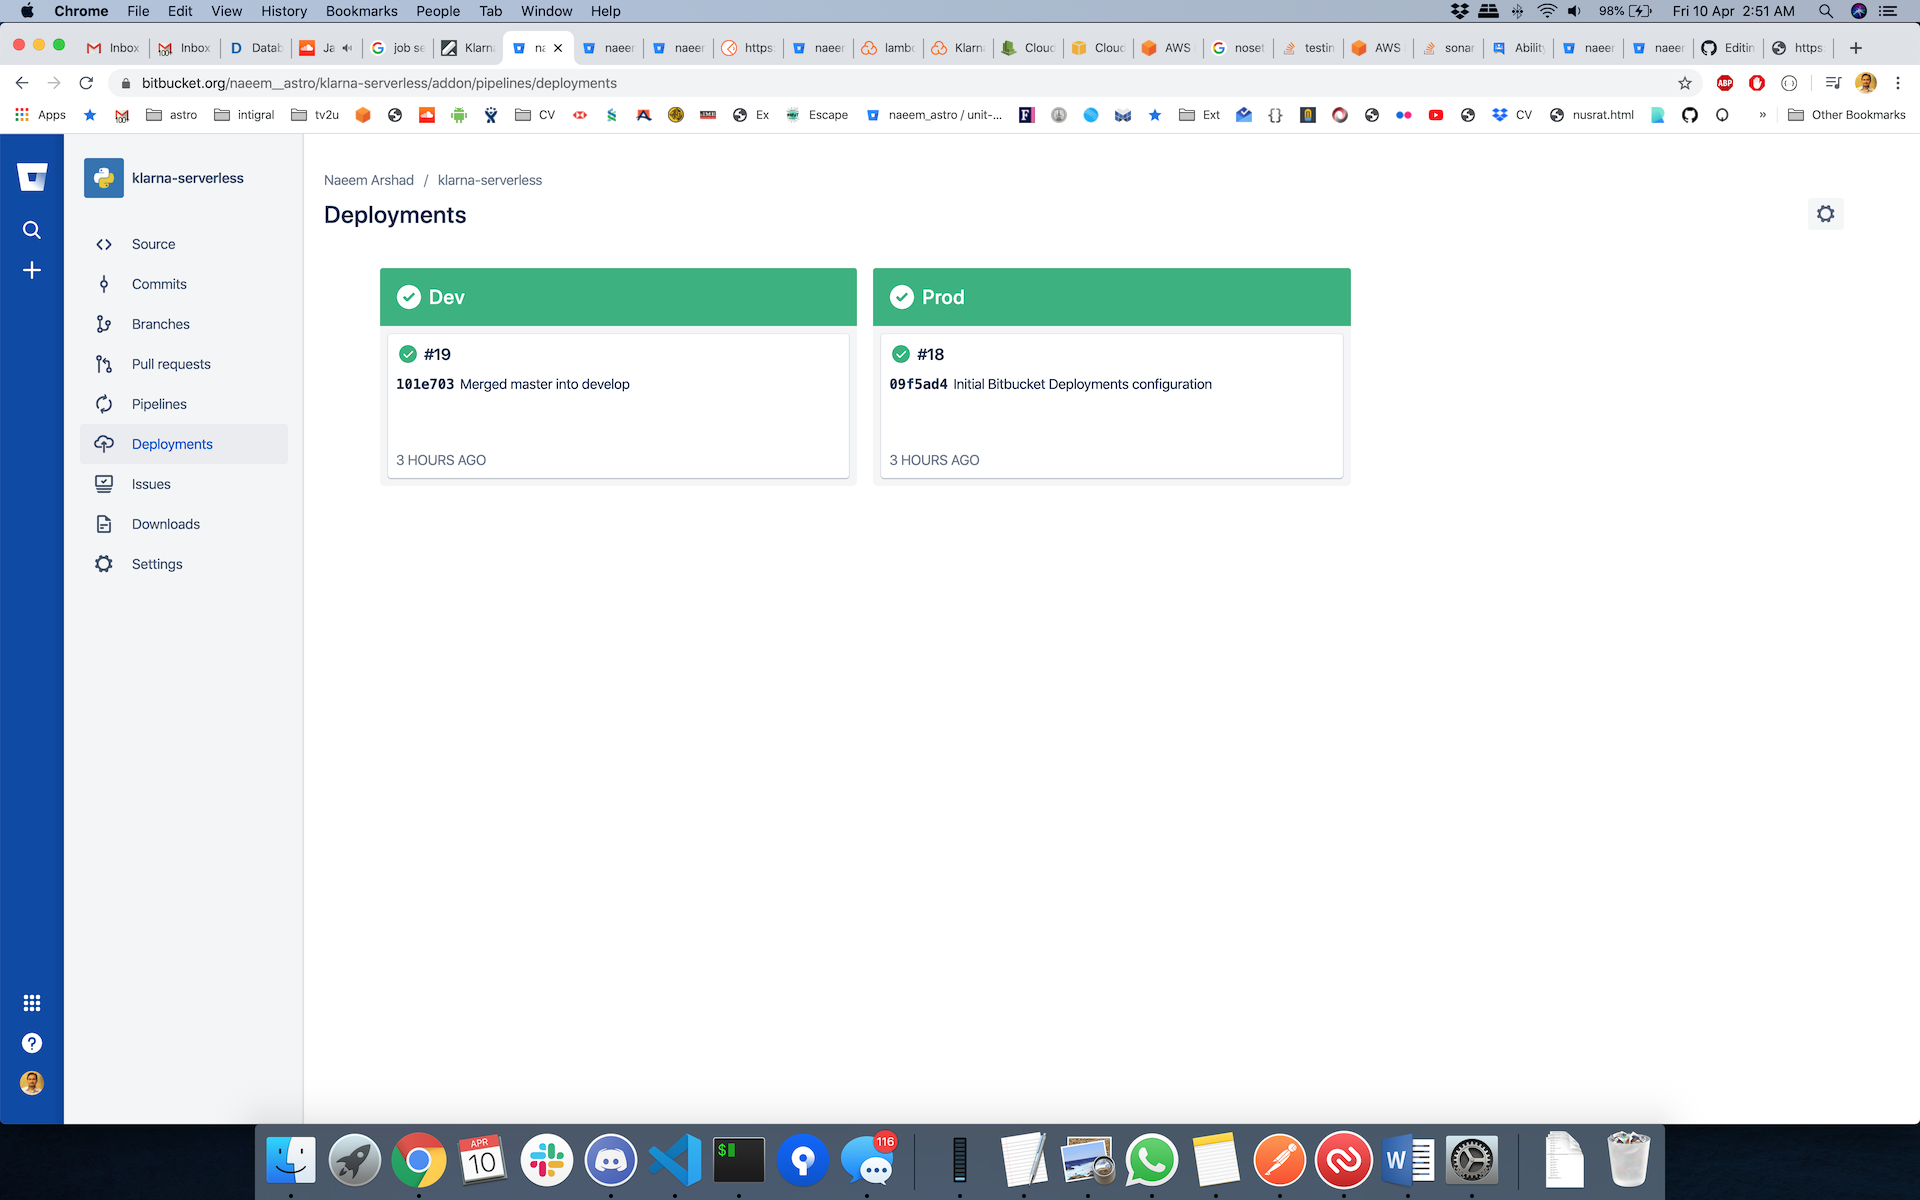 Chrome File Edit View History Bookmarks People Tab Window Help 98% Fri 10 Apr 2:51 AM
Inbox Inbox Datab Ja job se Klarn na naeer naeer https naeer lamb Klarn Clou Clou AWS noset testin AWS sonar Ability naeer naeer Editin https
bitbucket.org/naeem__astro/klarna-serverless/addon/pipelines/deployments ABP
Apps astro intigral tv2u CV Ex Escape naeem_astro / unit-... Ext {} CV nusrat.html » Other Bookmarks
klarna-serverless
Source
Commits
Branches
Pull requests
Pipelines
Deployments
Issues
Downloads
Settings
Naeem Arshad / klarna-serverless
Deployments
Dev
#19
101e703 Merged master into develop
3 HOURS AGO
Prod
#18
09f5ad4 Initial Bitbucket Deployments configuration
3 HOURS AGO
APR
10
$
116
W